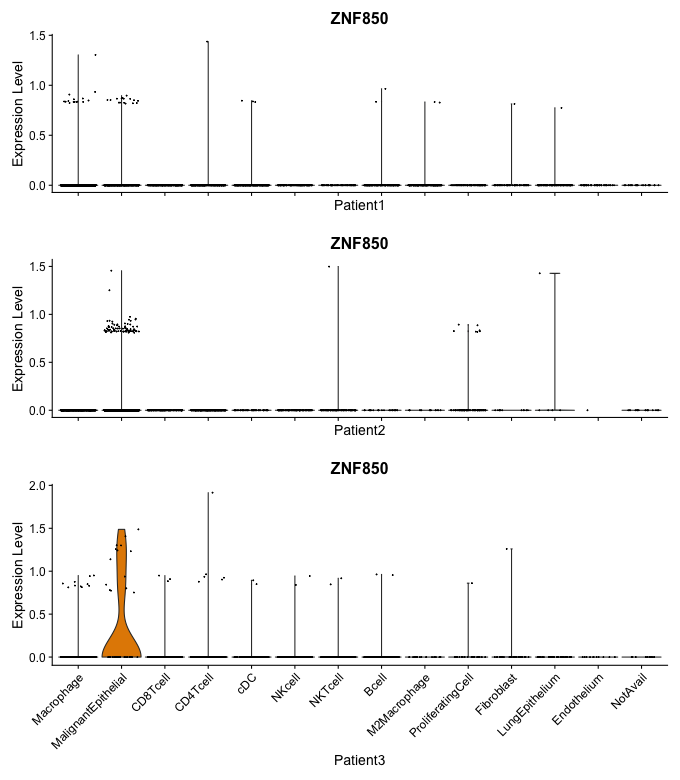 ZNF850
Expression Level
1.5
1.0
0.5
0.0
Patient1
ZNF850
Expression Level
1.5
1.0
0.5
0.0
Patient2
ZNF850
Expression Level
2.0
1.5
1.0
0.5
0.0
Macrophage
MalignantEpithelial
CD8Tcell
CD4Tcell
cDC
NKcell
NKTcell
Bcell
M2Macrophage
ProliferatingCell
Fibroblast
LungEpithelium
Endothelium
NotAvail
Patient3